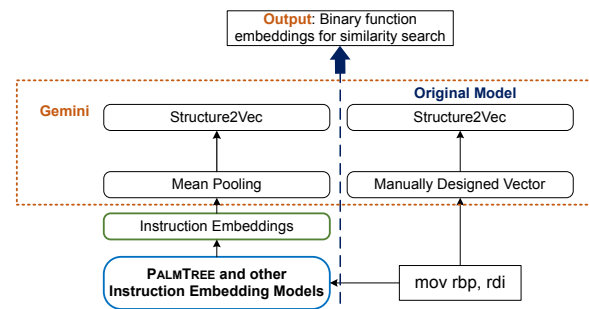 Output: Binary function
embeddings for similarity search
Original Model
Gemini
Structure2Vec
Structure2Vec
Mean Pooling
Manually Designed Vector
Instruction Embeddings
PALMTREE and other
Instruction Embedding Models
mov rbp, rdi